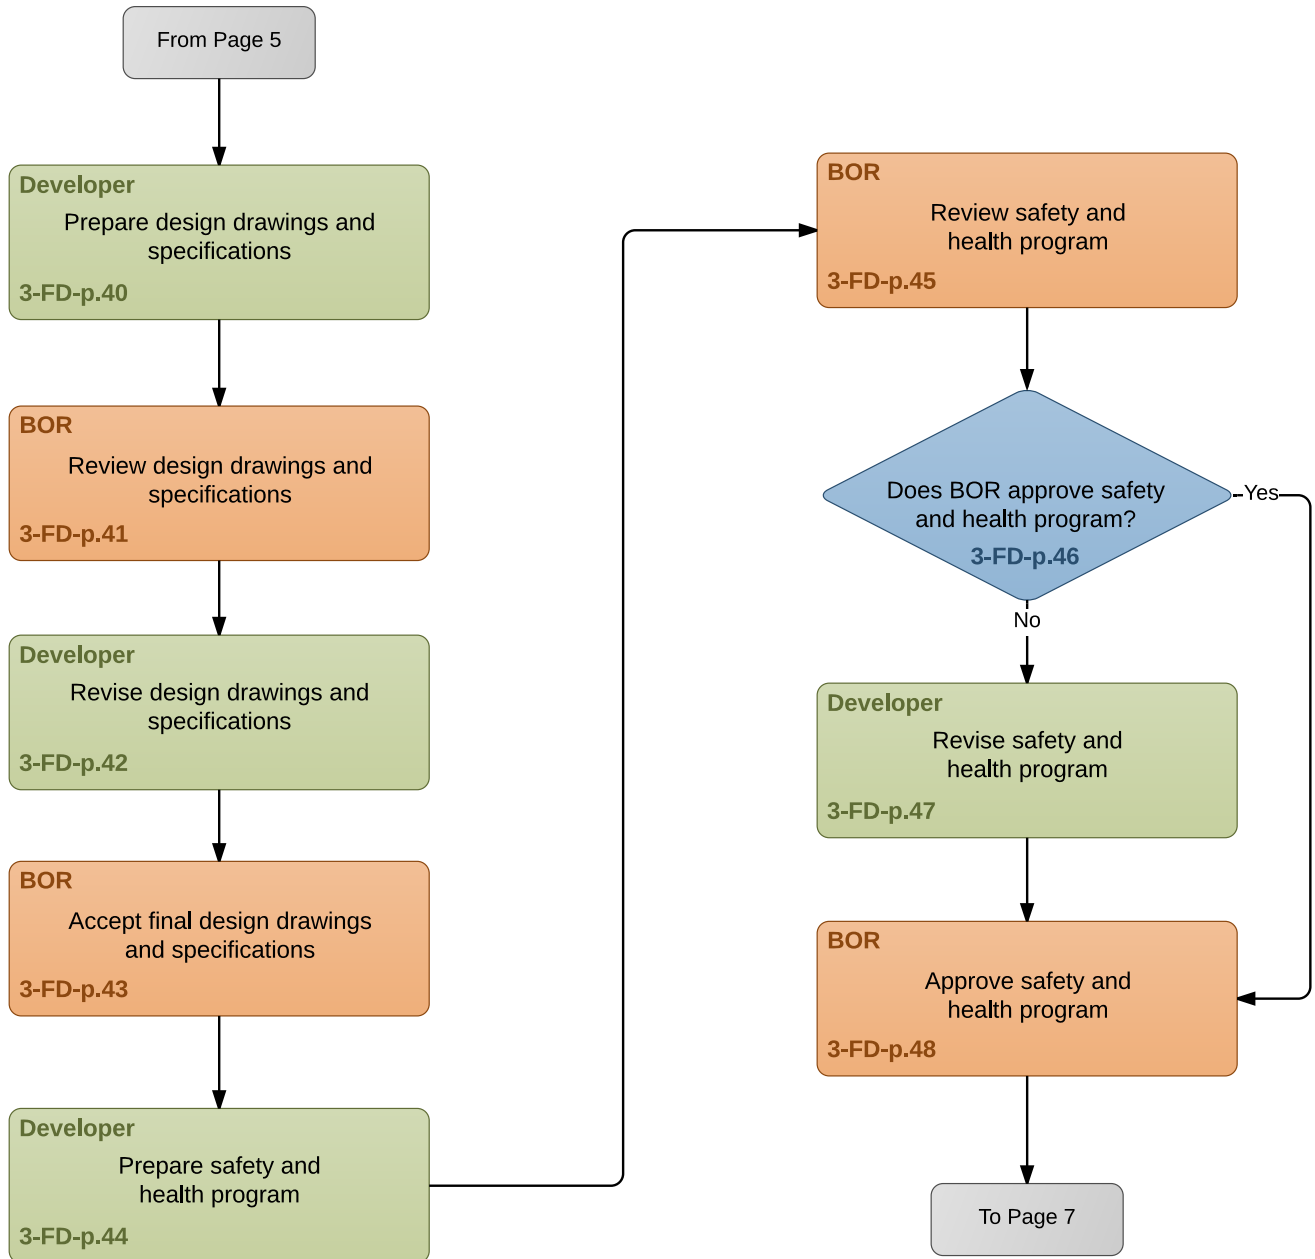 From Page 5
Developer
Prepare design drawings and
specifications
3-FD-p.40
BOR
Review design drawings and
specifications
3-FD-p.41
Developer
Revise design drawings and
specifications
3-FD-p.42
BOR
Accept final design drawings
and specifications
3-FD-p.43
Developer
Prepare safety and
health program
3-FD-p.44
BOR
Review safety and
health program
3-FD-p.45
Does BOR approve safety
and health program?
3-FD-p.46
Yes
No
Developer
Revise safety and
health program
3-FD-p.47
BOR
Approve safety and
health program
3-FD-p.48
To Page 7